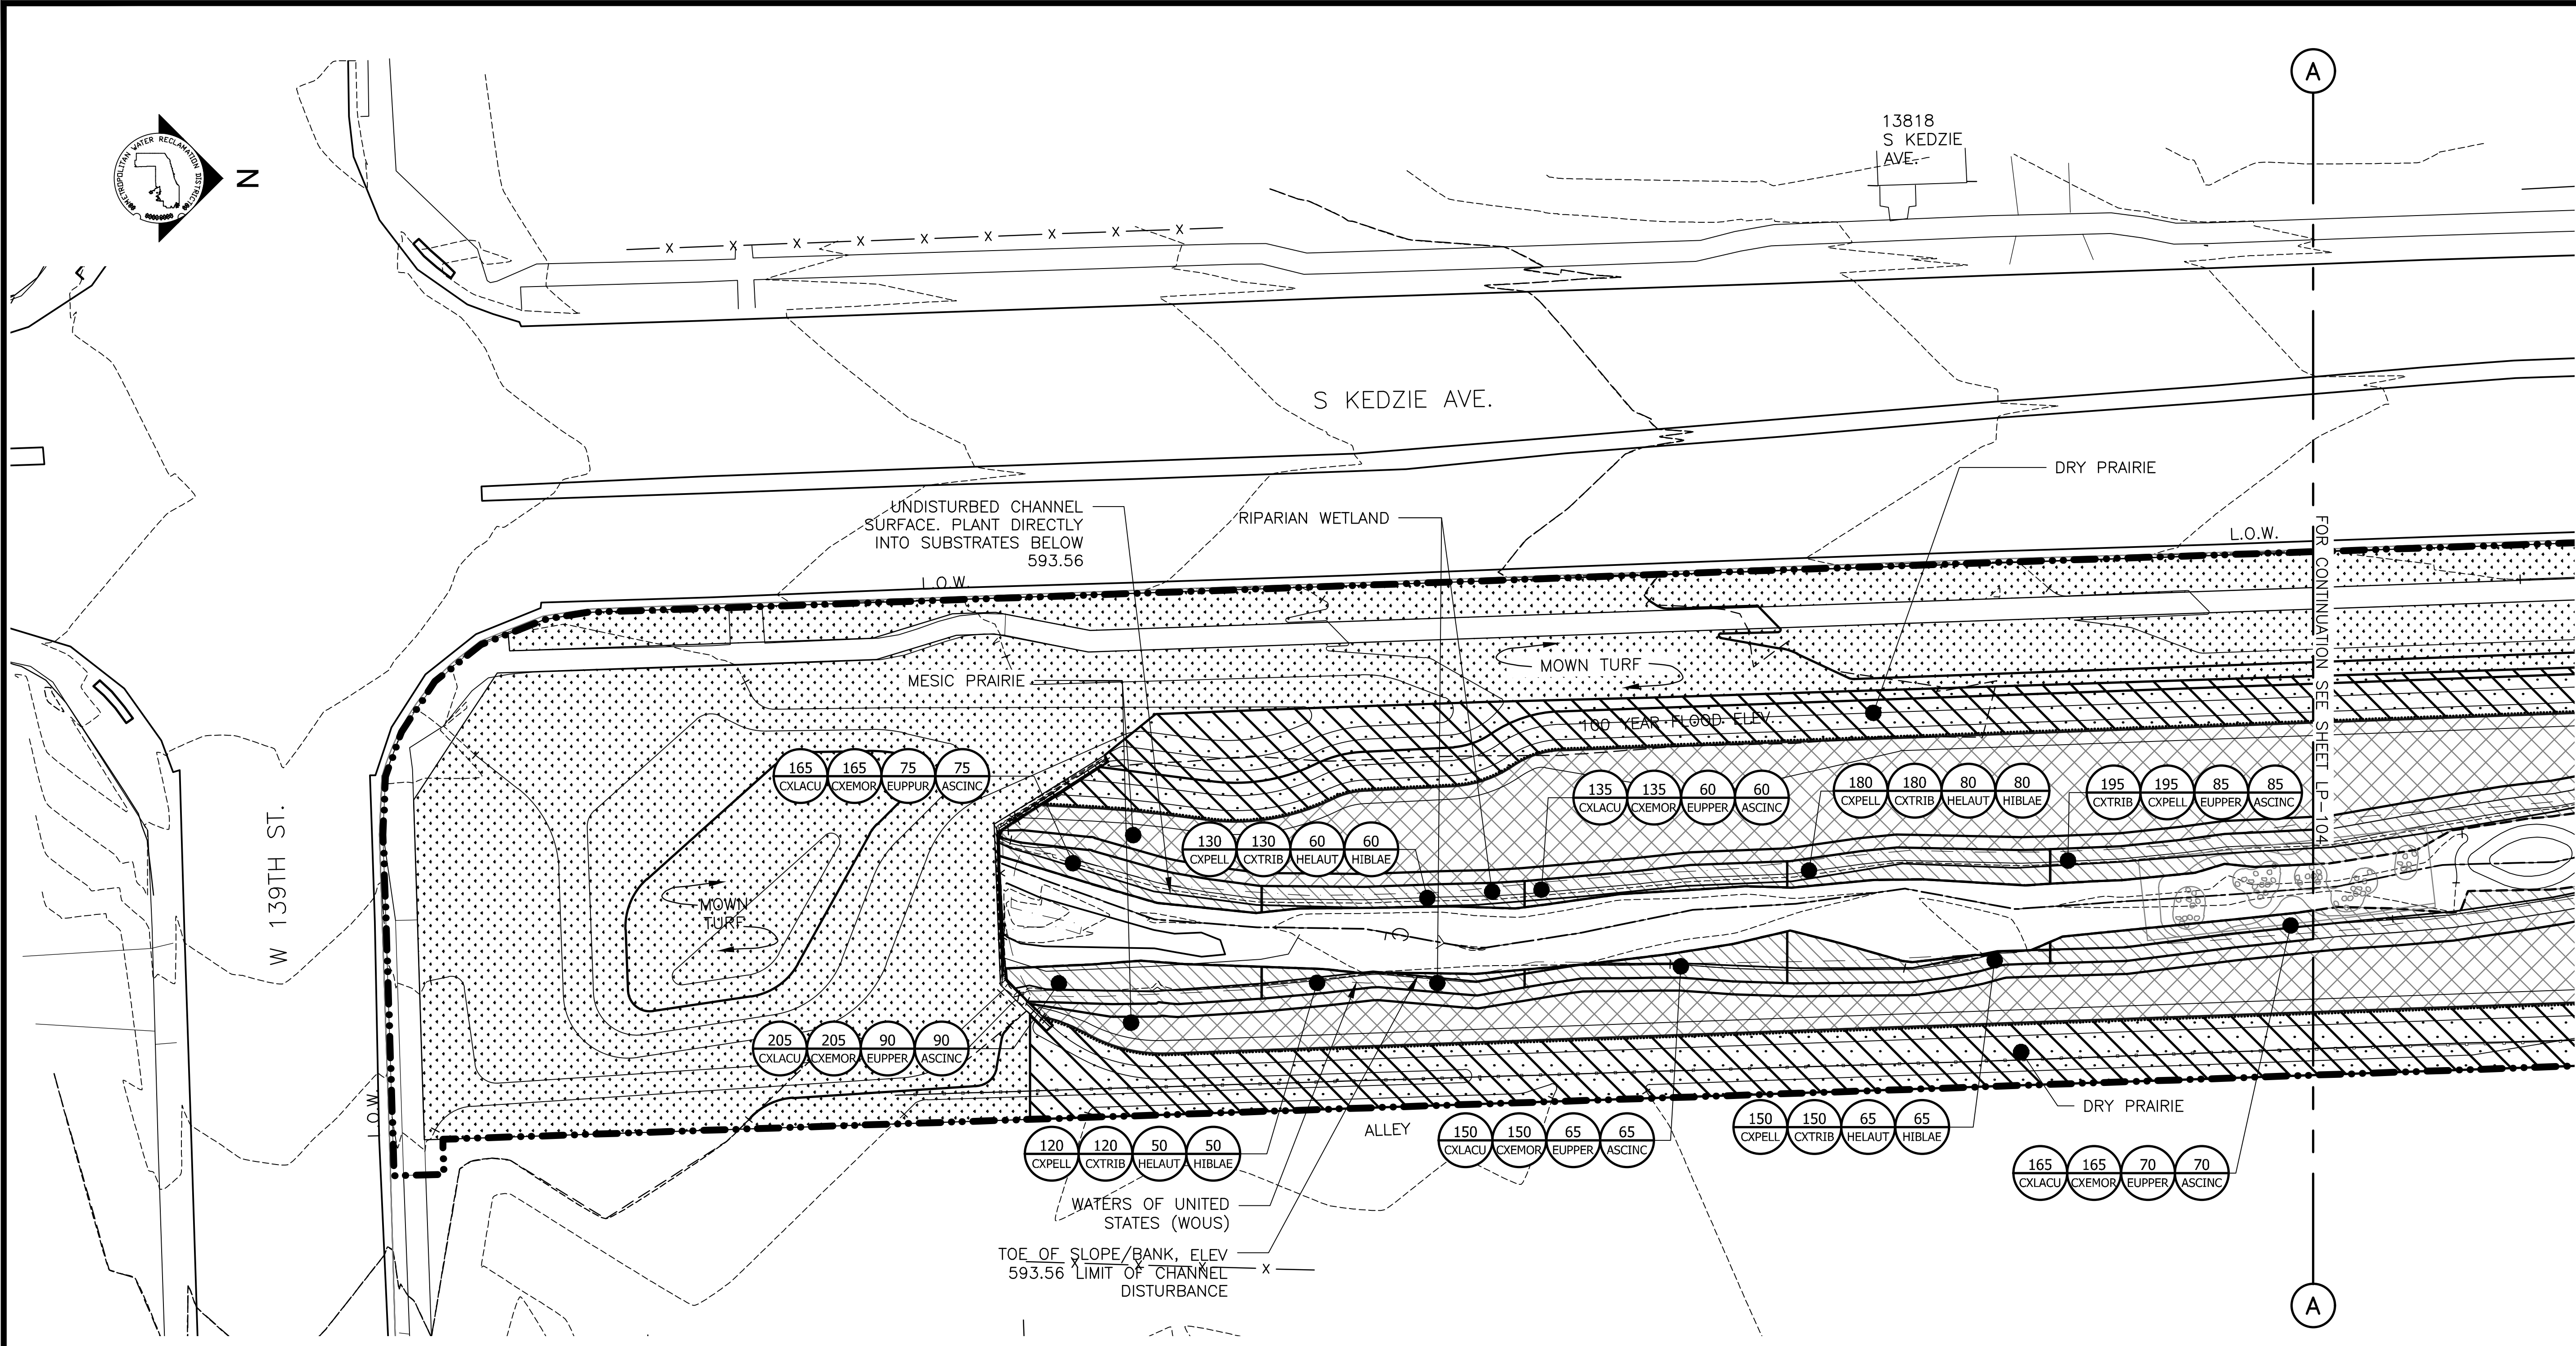 A
13818
S KEDZIE
AVE.
METROPOLITAN WATER RECLAMATION DISTRICT
N
X X X X X X X X X
S KEDZIE AVE.
DRY PRAIRIE
UNDISTURBED CHANNEL
SURFACE. PLANT DIRECTLY
INTO SUBSTRATES BELOW
593.56
RIPARIAN WETLAND
L.O.W.
L.O.W.
FOR CONTINUATION SEE SHEET LP-104
MOWN TURF
MESIC PRAIRIE
100 YEAR FLOOD ELEV
165 165 75 75
CXLACU CXEMOR EUPPUR ASCINC
135 135 60 60
CXLACU CXEMOR EUPPER ASCINC
180 180 80 80
CXPELL CXTRIB HELAUT HIBLAE
195 195 85 85
CXTRIB CXPELL EUPPER ASCINC
130 130 60 60
CXPELL CXTRIB HELAUT HIBLAE
W 139TH ST.
MOWN
TURF
205 205 90 90
CXLACU CXEMOR EUPPER ASCINC
L.O.W.
DRY PRAIRIE
ALLEY
120 120 50 50
CXPELL CXTRIB HELAUT HIBLAE
150 150 65 65
CXLACU CXEMOR EUPPER ASCINC
150 150 65 65
CXPELL CXTRIB HELAUT HIBLAE
165 165 70 70
CXLACU CXEMOR EUPPER ASCINC
WATERS OF UNITED
STATES (WOUS)
TOE OF SLOPE/BANK, ELEV
593.56 LIMIT OF CHANNEL
DISTURBANCE
X X X X
A